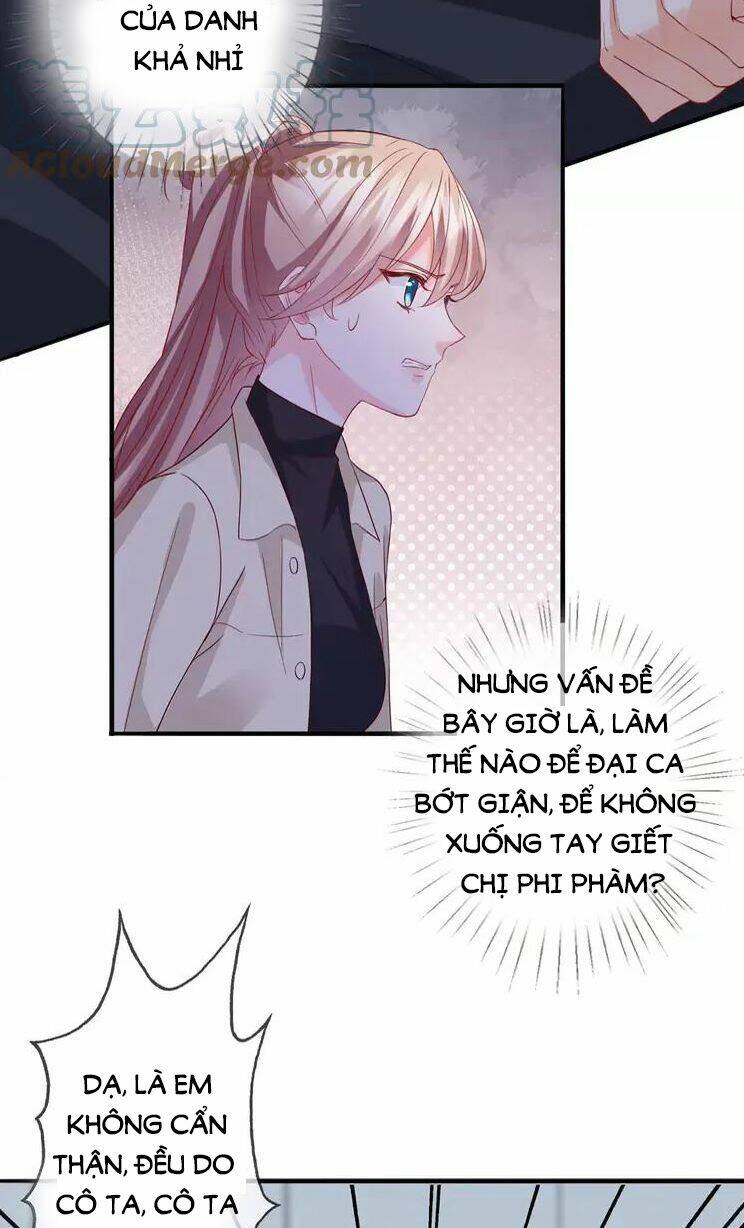 CỦA DANH
KHẢ NHỈ
ACloudMerge.com
NHƯNG VẤN ĐỀ
BÂY GIỜ LÀ, LÀM
THẾ NÀO ĐỂ ĐẠI CA
BỚT GIẬN, ĐỂ KHÔNG
XUỐNG TAY GIẾT
CHỊ PHI PHÀM?
DẠ, LÀ EM
KHÔNG CẨN
THẬN, ĐỀU DO
CÔ TA, CÔ TA